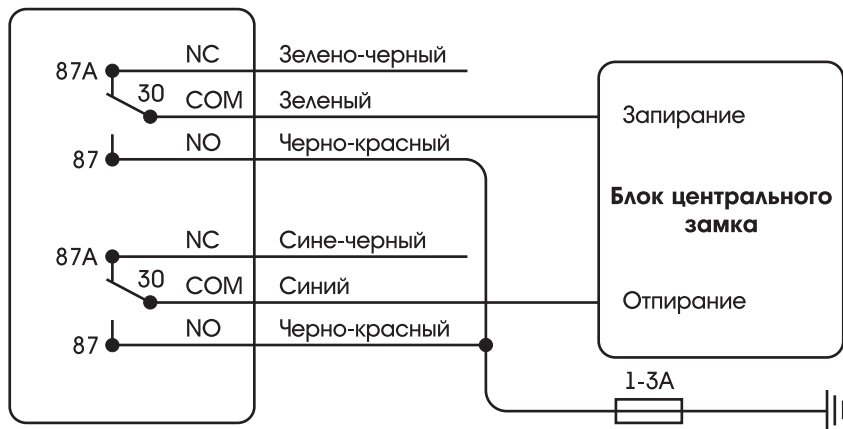 NC Зелено-черный
87A
30 COM Зеленый
Запирание
NO Черно-красный
87
Блок центрального
замка
NC Сине-черный
87A
30 COM Синий
Отпирание
NO Черно-красный
87
1-3А